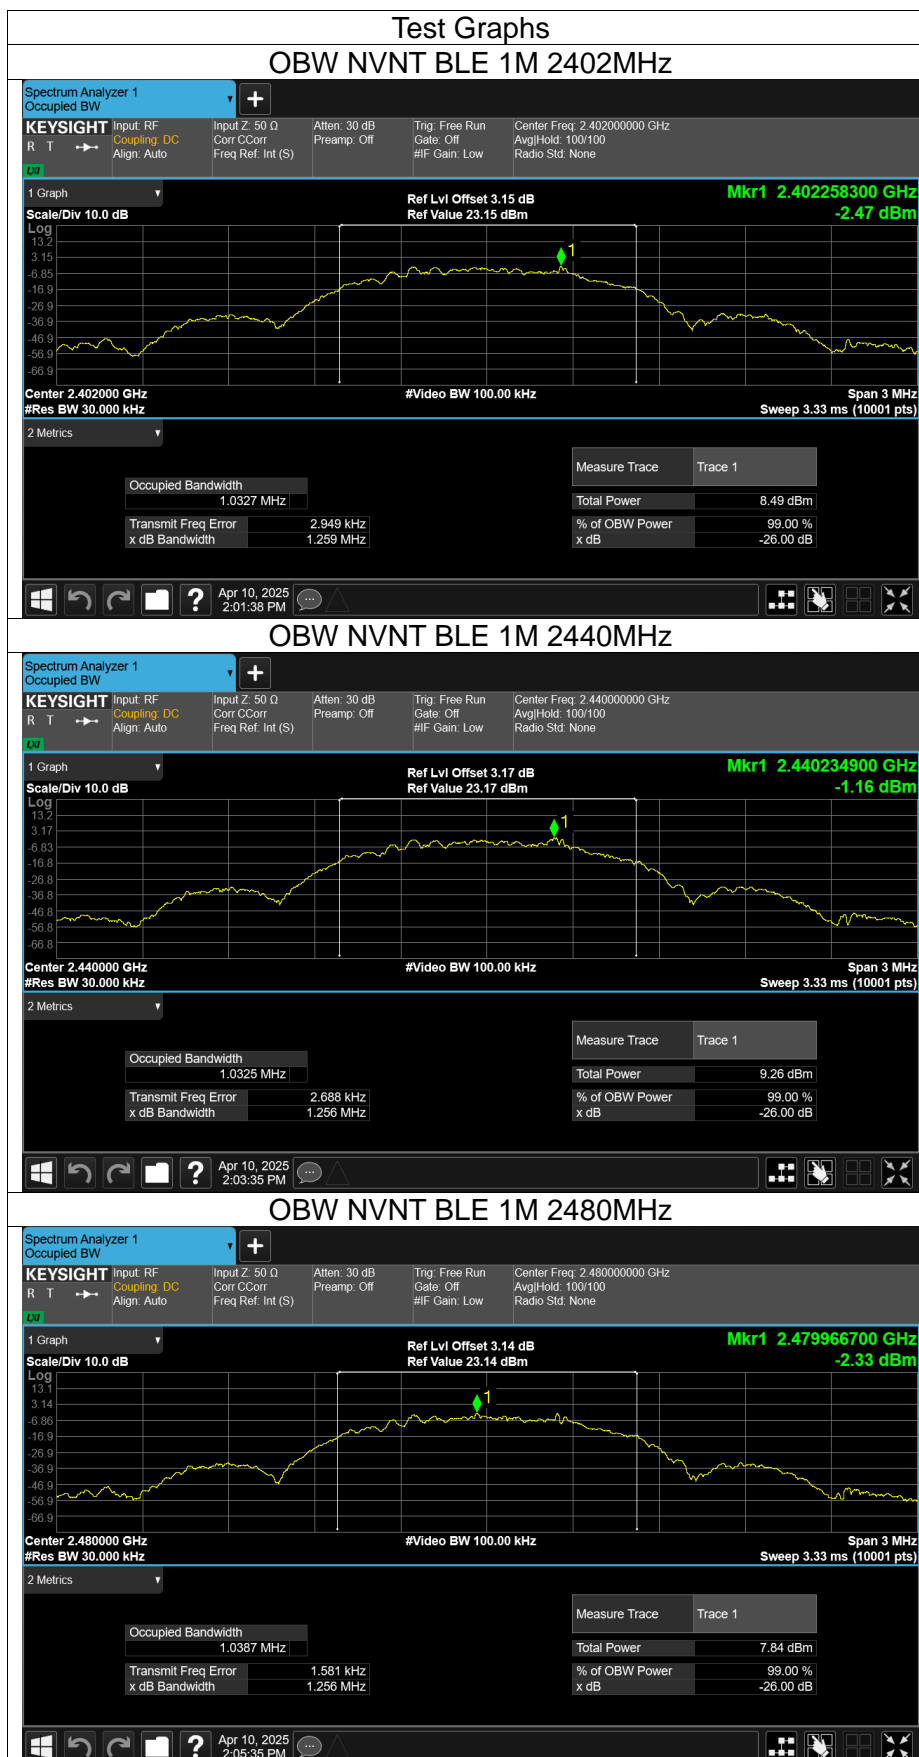 Test Graphs
OBW NVNT BLE 1M 2402MHz
Spectrum Analyzer 1
Occupied BW
KEYSIGHT Input: RF Input Z: 50 Ω Atten: 30 dB Trig: Free Run Center Freq: 2.402000000 GHz
R T Coupling: DC Corr CCorr Preamp: Off Gate: Off Avg|Hold: 100/100
Align: Auto Freq Ref: Int (S) #IF Gain: Low Radio Std: None
LXI
1 Graph Ref Lvl Offset 3.15 dB Mkr1 2.402258300 GHz
Scale/Div 10.0 dB Ref Value 23.15 dBm -2.47 dBm
Log
13.2
3.15
-6.85
-16.9
-26.9
-36.9
-46.9
-56.9
-66.9
1
Center 2.402000 GHz #Video BW 100.00 kHz Span 3 MHz
#Res BW 30.000 kHz Sweep 3.33 ms (10001 pts)
2 Metrics
Measure Trace Trace 1
Occupied Bandwidth
1.0327 MHz Total Power 8.49 dBm
Transmit Freq Error 2.949 kHz % of OBW Power 99.00 %
x dB Bandwidth 1.259 MHz x dB -26.00 dB
? Apr 10, 2025
2:01:38 PM
OBW NVNT BLE 1M 2440MHz
Spectrum Analyzer 1
Occupied BW
KEYSIGHT Input: RF Input Z: 50 Ω Atten: 30 dB Trig: Free Run Center Freq: 2.440000000 GHz
R T Coupling: DC Corr CCorr Preamp: Off Gate: Off Avg|Hold: 100/100
Align: Auto Freq Ref: Int (S) #IF Gain: Low Radio Std: None
LXI
1 Graph Ref Lvl Offset 3.17 dB Mkr1 2.440234900 GHz
Scale/Div 10.0 dB Ref Value 23.17 dBm -1.16 dBm
Log
13.2
3.17
-6.83
-16.8
-26.8
-36.8
-46.8
-56.8
-66.8
1
Center 2.440000 GHz #Video BW 100.00 kHz Span 3 MHz
#Res BW 30.000 kHz Sweep 3.33 ms (10001 pts)
2 Metrics
Measure Trace Trace 1
Occupied Bandwidth
1.0325 MHz Total Power 9.26 dBm
Transmit Freq Error 2.688 kHz % of OBW Power 99.00 %
x dB Bandwidth 1.256 MHz x dB -26.00 dB
? Apr 10, 2025
2:03:35 PM
OBW NVNT BLE 1M 2480MHz
Spectrum Analyzer 1
Occupied BW
KEYSIGHT Input: RF Input Z: 50 Ω Atten: 30 dB Trig: Free Run Center Freq: 2.480000000 GHz
R T Coupling: DC Corr CCorr Preamp: Off Gate: Off Avg|Hold: 100/100
Align: Auto Freq Ref: Int (S) #IF Gain: Low Radio Std: None
LXI
1 Graph Ref Lvl Offset 3.14 dB Mkr1 2.479966700 GHz
Scale/Div 10.0 dB Ref Value 23.14 dBm -2.33 dBm
Log
13.1
3.14
-6.86
-16.9
-26.9
-36.9
-46.9
-56.9
-66.9
1
Center 2.480000 GHz #Video BW 100.00 kHz Span 3 MHz
#Res BW 30.000 kHz Sweep 3.33 ms (10001 pts)
2 Metrics
Measure Trace Trace 1
Occupied Bandwidth
1.0387 MHz Total Power 7.84 dBm
Transmit Freq Error 1.581 kHz % of OBW Power 99.00 %
x dB Bandwidth 1.256 MHz x dB -26.00 dB
? Apr 10, 2025
2:05:35 PM